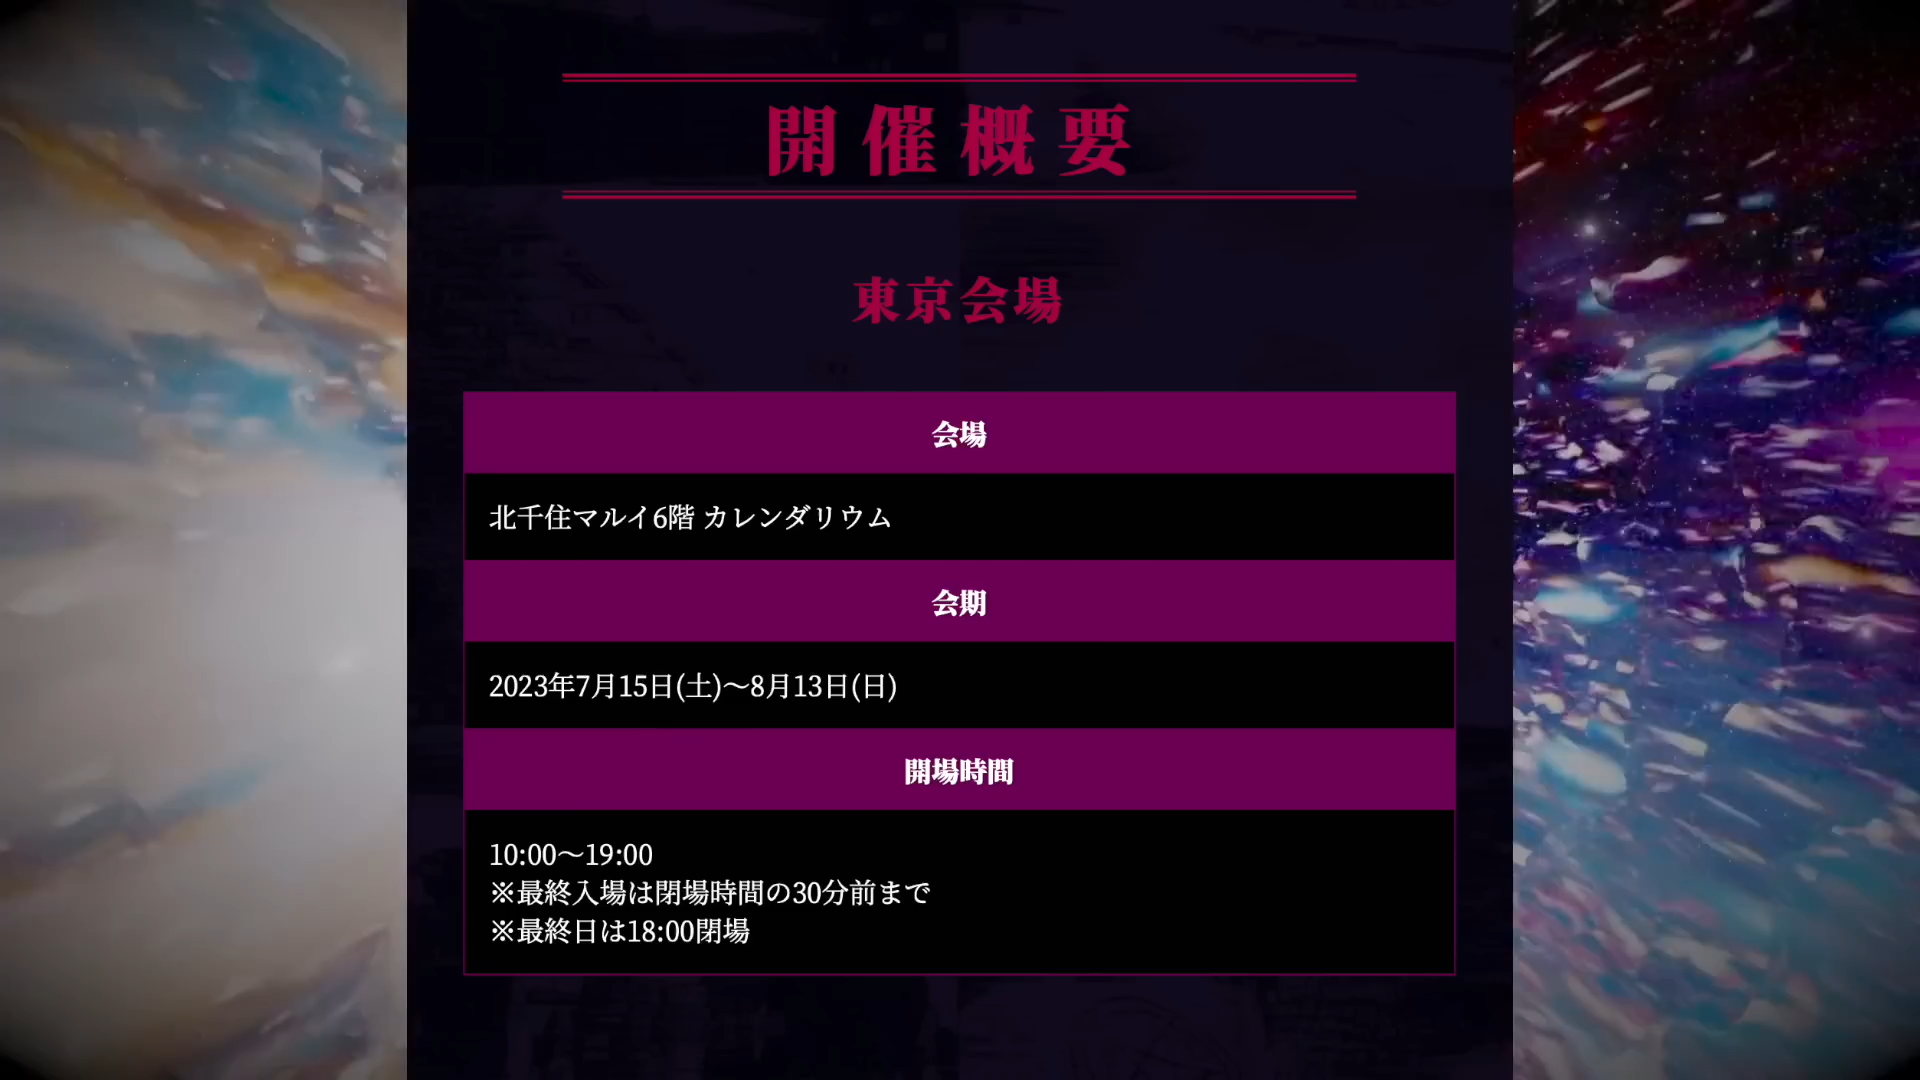 開催概要
東京会場
会場
北千住マルイ6階 カレンダリウム
会期
2023年7月15日(土)〜8月13日(日)
開場時間
10:00〜19:00
※最終入場は閉場時間の30分前まで
※最終日は18:00閉場